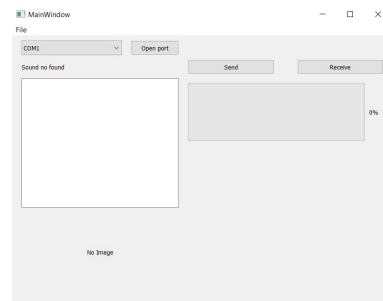 MainWindow
File
COM1 Open port
Sound no found
Send Receive
0%
No Image